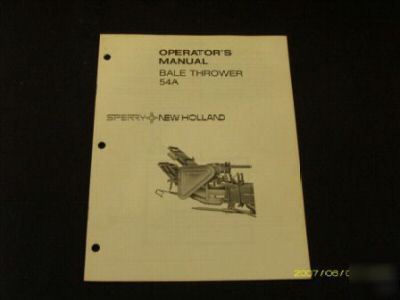 OPERATOR'S
MANUAL
BALE THROWER
54A
SPERRY NEW HOLLAND